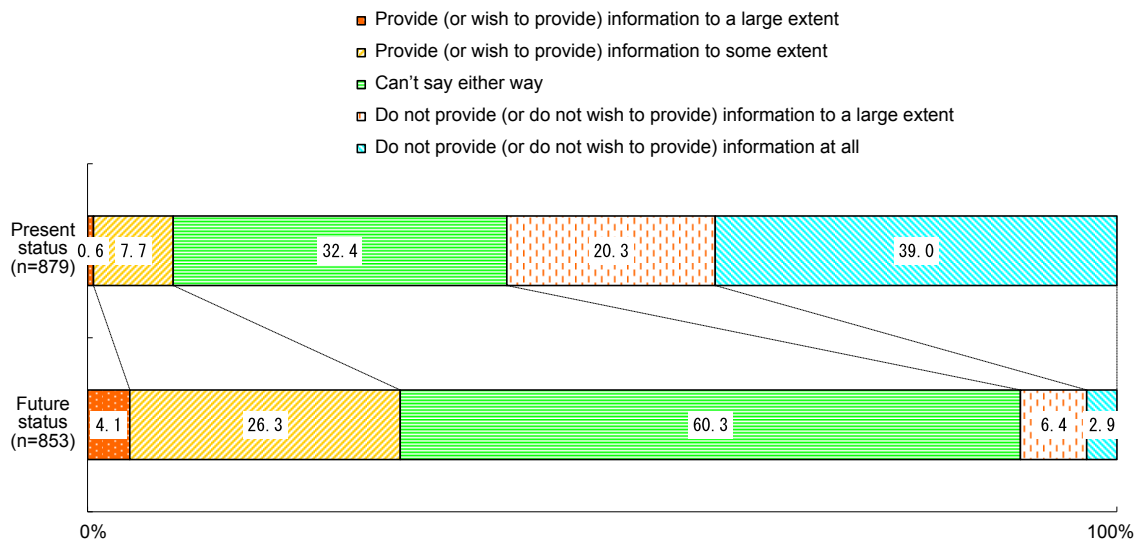 Provide (or wish to provide) information to a large extent
Provide (or wish to provide) information to some extent
Can't say either way
Do not provide (or do not wish to provide) information to a large extent
Do not provide (or do not wish to provide) information at all
Present
status
(n=879)
0.6 7.7 32.4 20.3 39.0
Future
status
(n=853)
4.1 26.3 60.3 6.4 2.9
0% 100%